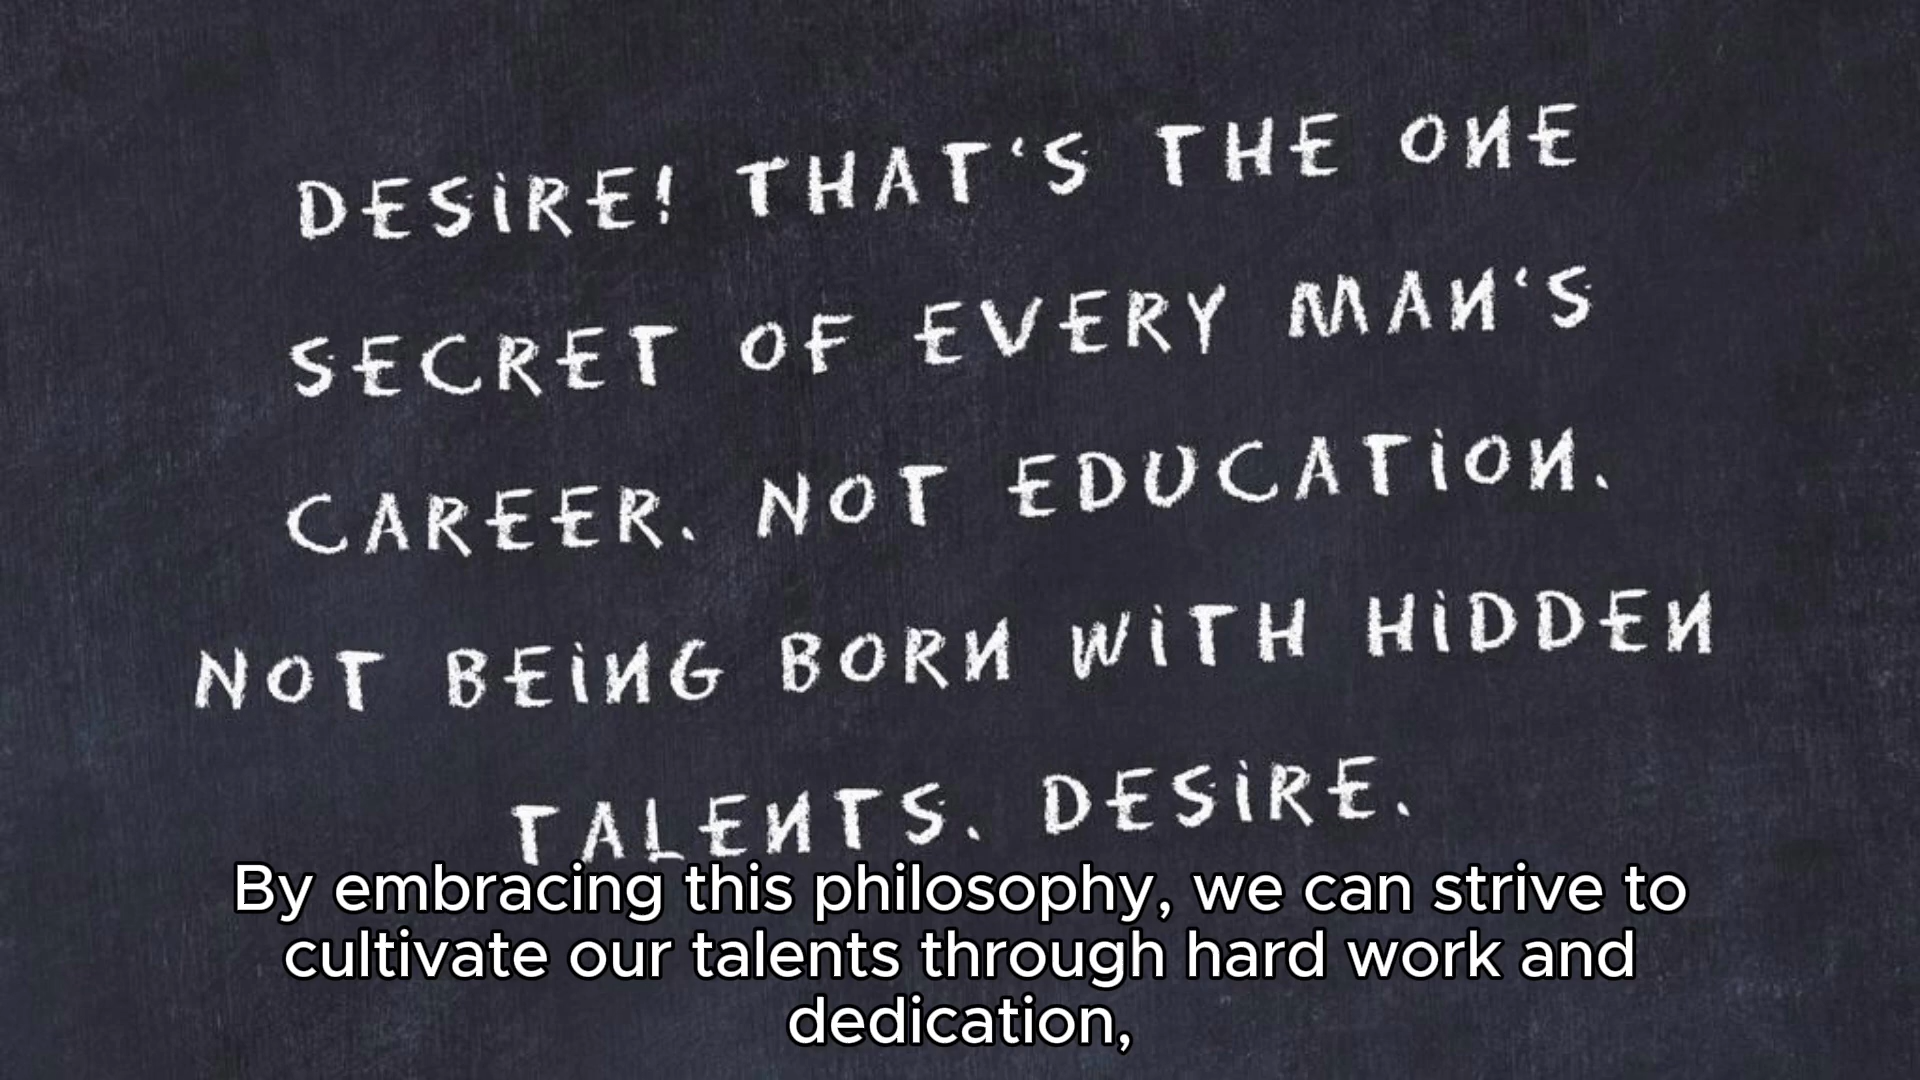 DESIRE! THAT'S THE ONE
SECRET OF EVERY MAN'S
CAREER. NOT EDUCATION.
NOT BEING BORN WITH HIDDEN
TALENTS. DESIRE.
By embracing this philosophy, we can strive to
cultivate our talents through hard work and
dedication,